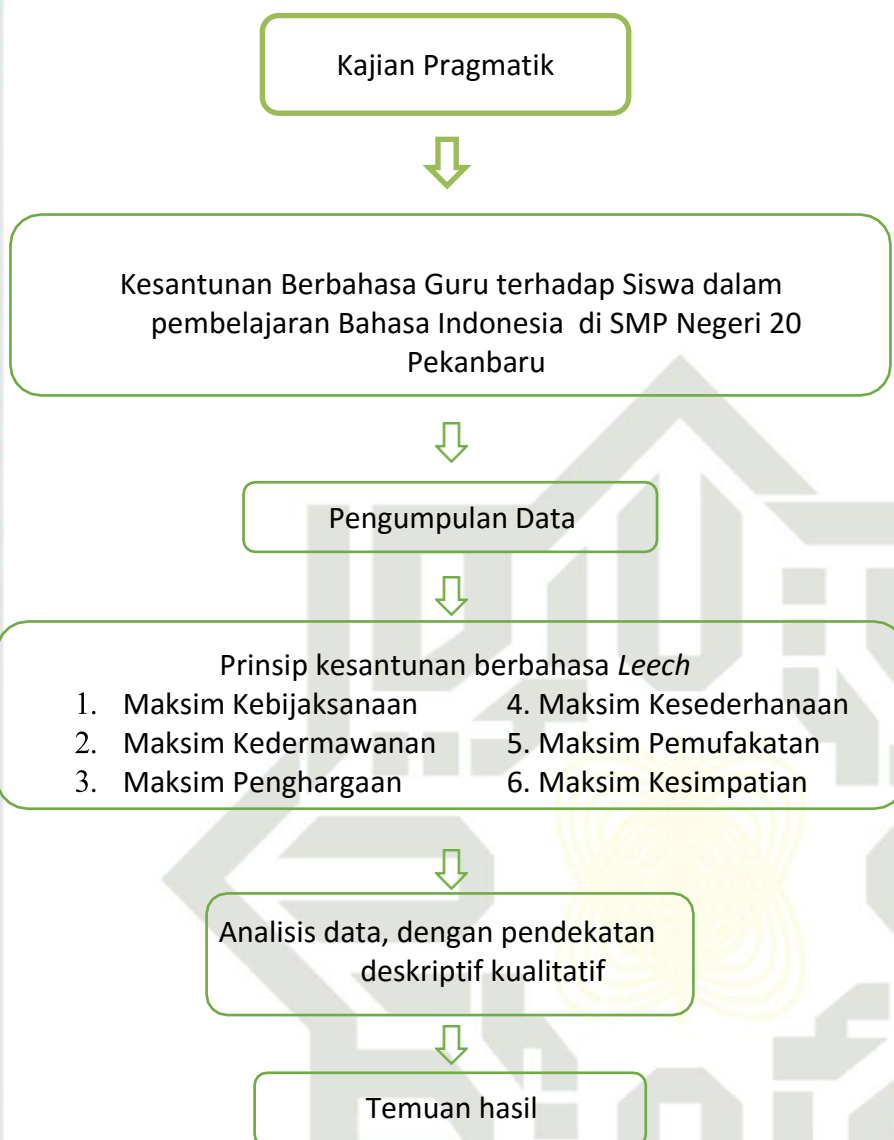 Kajian Pragmatik
Kesantunan Berbahasa Guru terhadap Siswa dalam
pembelajaran Bahasa Indonesia di SMP Negeri 20
Pekanbaru
Pengumpulan Data
Prinsip kesantunan berbahasa Leech
1. Maksim Kebijaksanaan 4. Maksim Kesederhanaan
2. Maksim Kedermawanan 5. Maksim Pemufakatan
3. Maksim Penghargaan 6. Maksim Kesimpatian
Analisis data, dengan pendekatan
deskriptif kualitatif
Temuan hasil